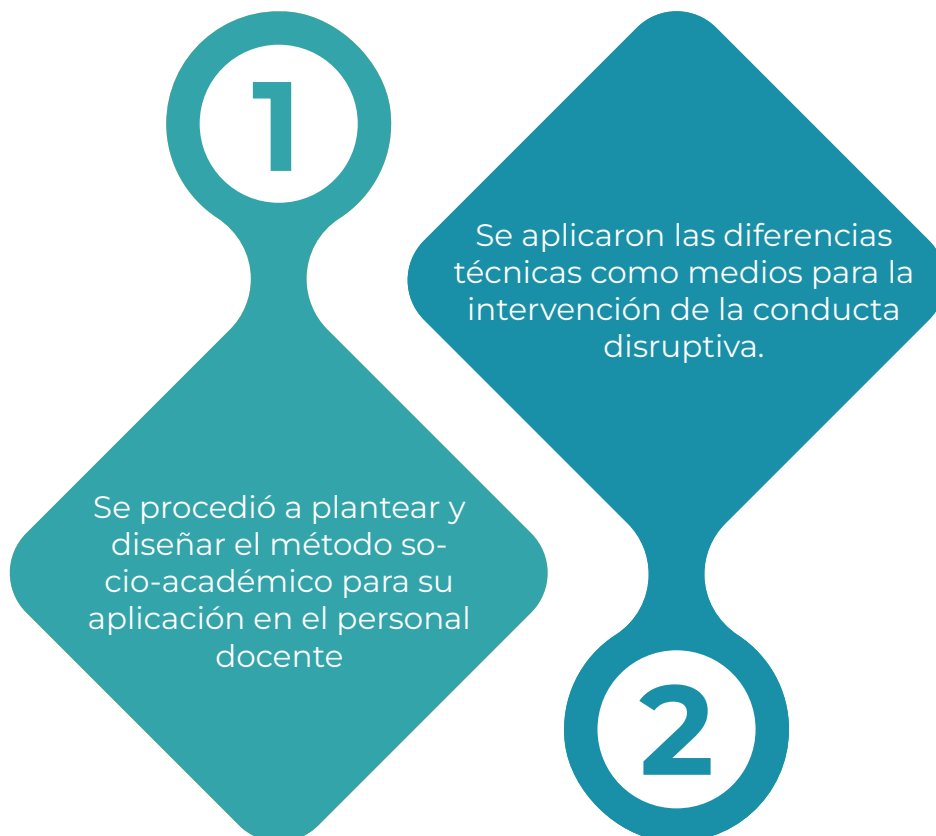 1
Se procedió a plantear y
diseñar el método so-
cio-académico para su
aplicación en el personal
docente
Se aplicaron las diferencias
técnicas como medios para la
intervención de la conducta
disruptiva.
2